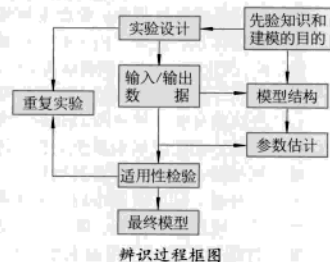 实验设计
先验知识和
建模的目的
输入/输出
数 据
重复实验
模型结构
参数估计
适用性检验
最终模型
辨识过程框图